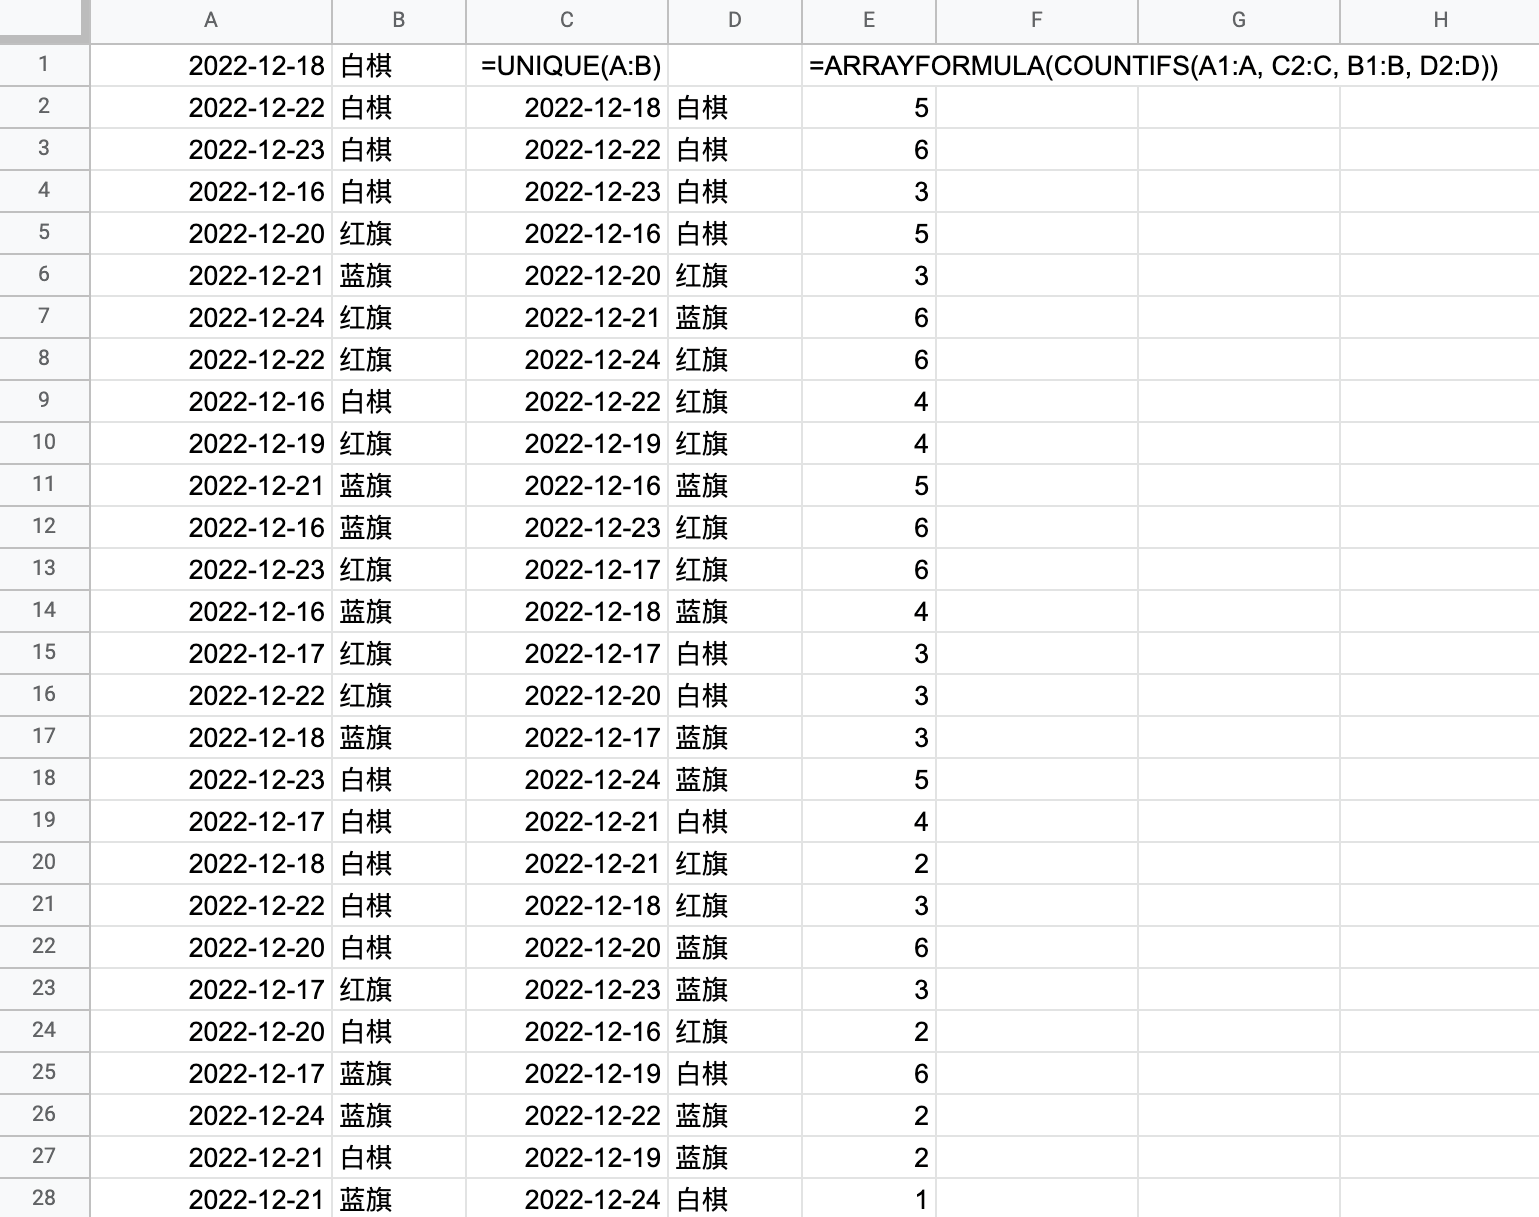 A B C D E F G H
1 2022-12-18 白棋 =UNIQUE(A:B) =ARRAYFORMULA(COUNTIFS(A1:A, C2:C, B1:B, D2:D))
2 2022-12-22 白棋 2022-12-18 白棋 5
3 2022-12-23 白棋 2022-12-22 白棋 6
4 2022-12-16 白棋 2022-12-23 白棋 3
5 2022-12-20 红旗 2022-12-16 白棋 5
6 2022-12-21 蓝旗 2022-12-20 红旗 3
7 2022-12-24 红旗 2022-12-21 蓝旗 6
8 2022-12-22 红旗 2022-12-24 红旗 6
9 2022-12-16 白棋 2022-12-22 红旗 4
10 2022-12-19 红旗 2022-12-19 红旗 4
11 2022-12-21 蓝旗 2022-12-16 蓝旗 5
12 2022-12-16 蓝旗 2022-12-23 红旗 6
13 2022-12-23 红旗 2022-12-17 红旗 6
14 2022-12-16 蓝旗 2022-12-18 蓝旗 4
15 2022-12-17 红旗 2022-12-17 白棋 3
16 2022-12-22 红旗 2022-12-20 白棋 3
17 2022-12-18 蓝旗 2022-12-17 蓝旗 3
18 2022-12-23 白棋 2022-12-24 蓝旗 5
19 2022-12-17 白棋 2022-12-21 白棋 4
20 2022-12-18 白棋 2022-12-21 红旗 2
21 2022-12-22 白棋 2022-12-18 红旗 3
22 2022-12-20 白棋 2022-12-20 蓝旗 6
23 2022-12-17 红旗 2022-12-23 蓝旗 3
24 2022-12-20 白棋 2022-12-16 红旗 2
25 2022-12-17 蓝旗 2022-12-19 白棋 6
26 2022-12-24 蓝旗 2022-12-22 蓝旗 2
27 2022-12-21 白棋 2022-12-19 蓝旗 2
28 2022-12-21 蓝旗 2022-12-24 白棋 1